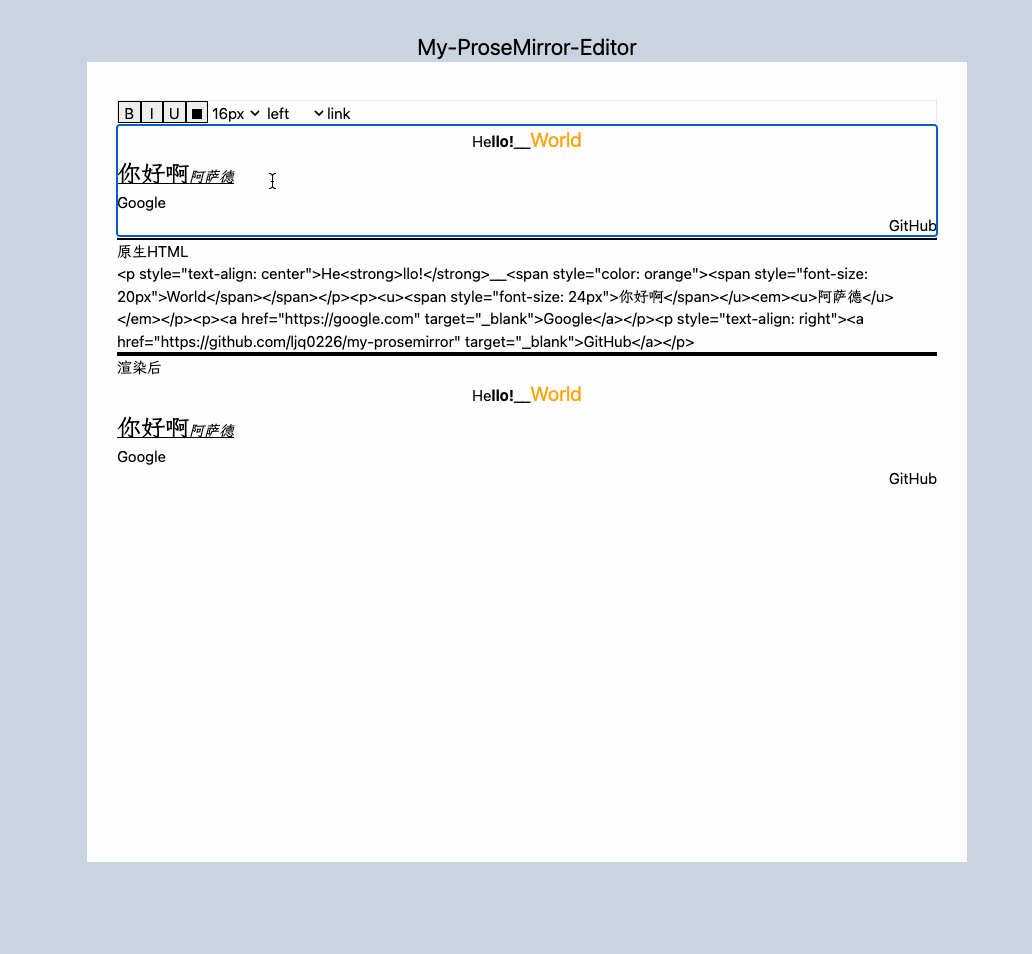 My-ProseMirror-Editor
B I U 16px left link
Hello!__World
你好啊阿萨德
Google
GitHub
原生HTML
<p style="text-align: center">He<strong>llo!</strong>__<span style="color: orange"><span style="font-size:
20px">World</span></span></p><p><u><span style="font-size: 24px">你好啊</span></u><em><u>阿萨德</u>
</em></p><p><a href="https://google.com" target="_blank">Google</a></p><p style="text-align: right"><a
href="https://github.com/ljq0226/my-prosemirror" target="_blank">GitHub</a></p>
渲染后
Hello!__World
你好啊阿萨德
Google
GitHub